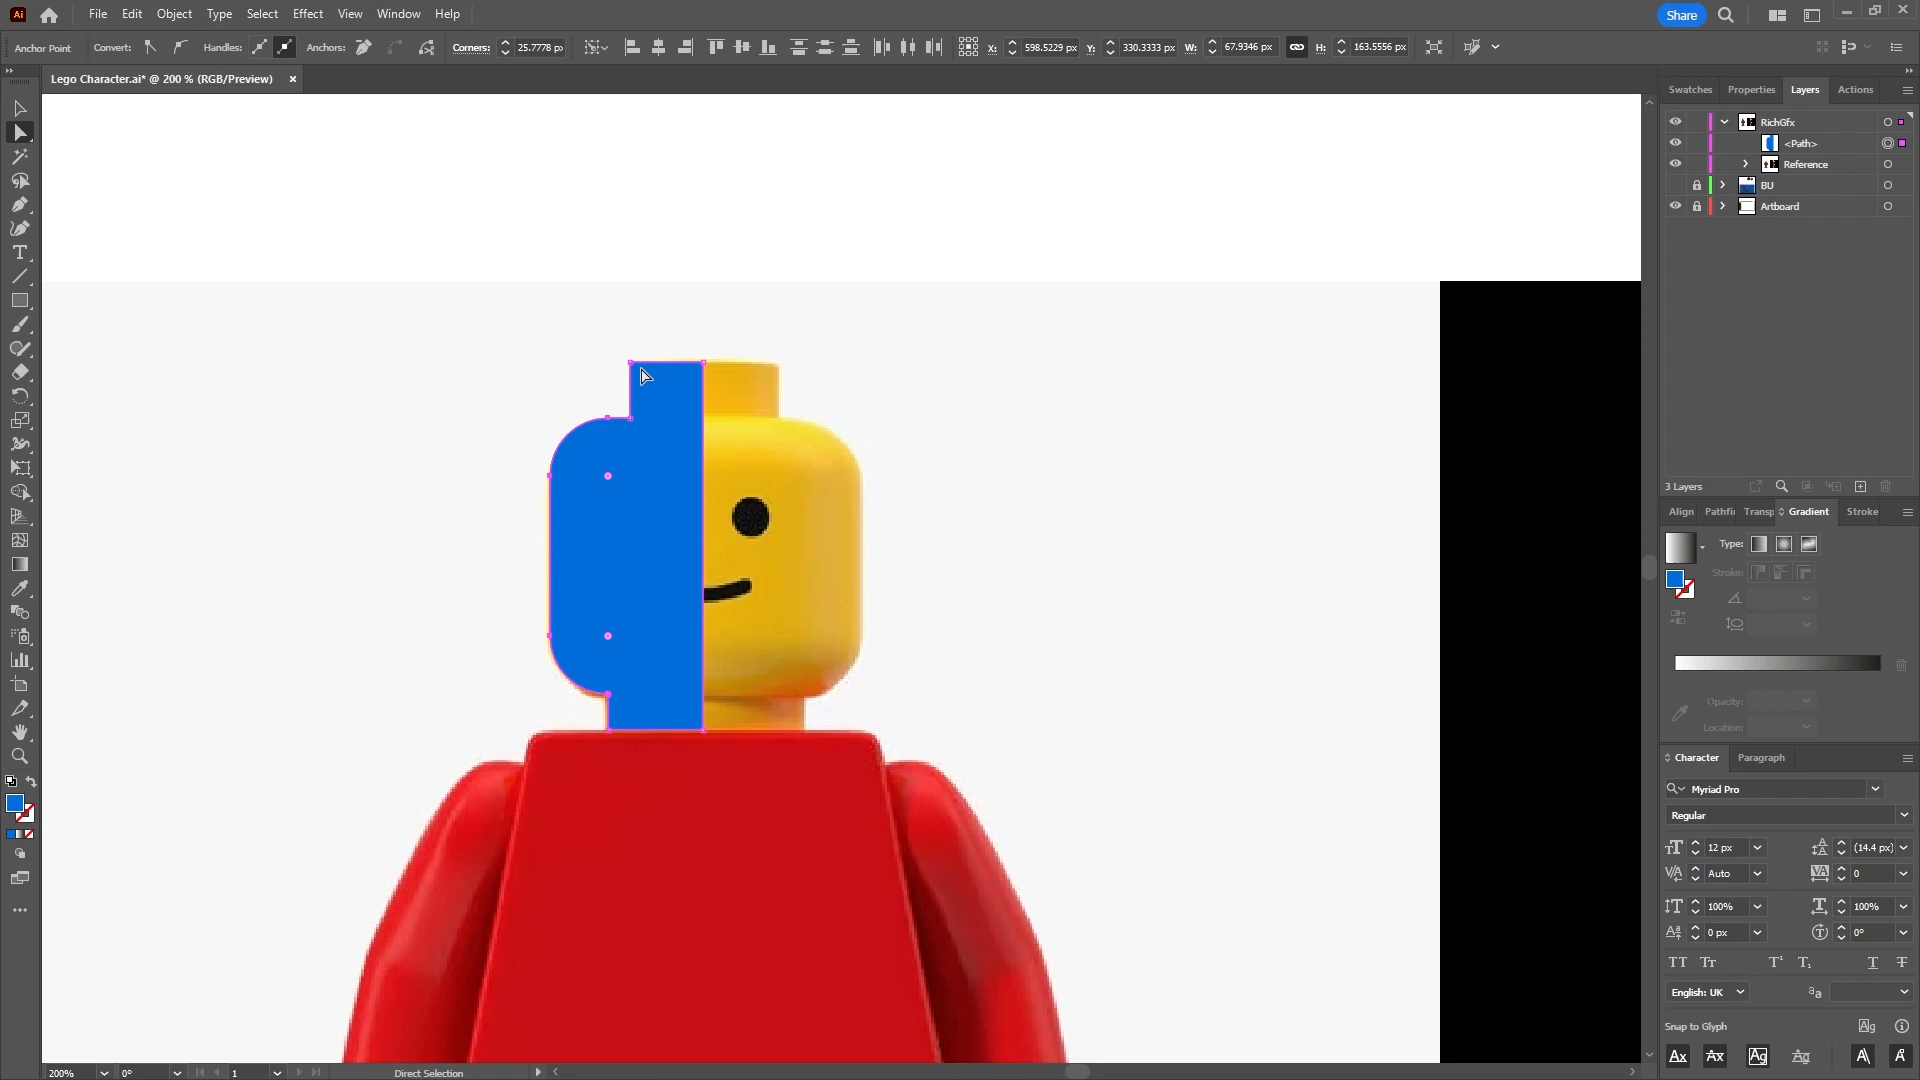 Ai File Edit Object Type Select Effect View Window Help Share
Anchor Point Convert: Handles: Anchors: Corners: 25.7778 px X: 598.5229 px Y: 330.3333 px W: 67.9346 px H: 163.5556 px
Lego Character.ai* @ 200 % (RGB/Preview) ×
Swatches Properties Layers Actions
RichGfx
<Path>
Reference
BU
Artboard
3 Layers
Align Pathfi Transp Gradient Stroke
Type:
Stroke:
Opacity:
Location:
Character Paragraph
Myriad Pro
Regular
12 px (14.4 px)
Auto 0
100% 100%
0 px 0°
English: UK
Snap to Glyph
200% 0° 1 Direct Selection